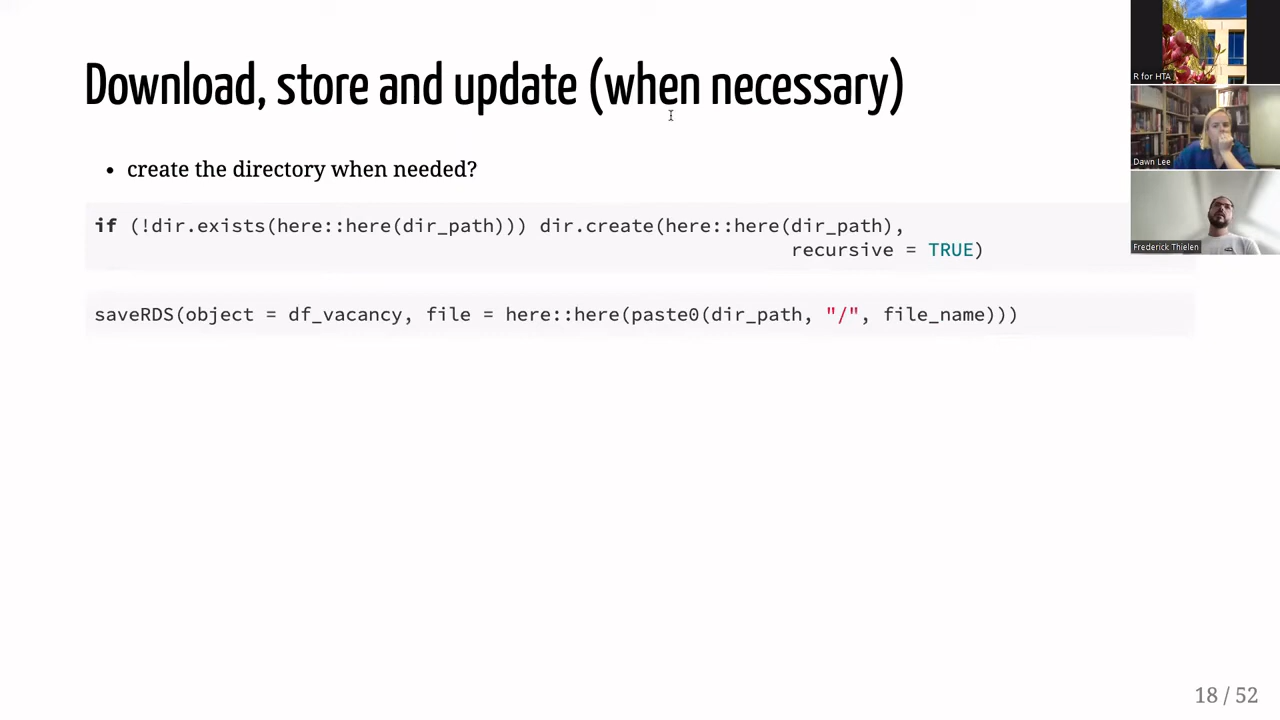 Download, store and update (when necessary)
• create the directory when needed?
if (!dir.exists(here::here(dir_path))) dir.create(here::here(dir_path),
recursive = TRUE)
saveRDS(object = df_vacancy, file = here::here(paste0(dir_path, "/", file_name)))
R for HTA
Dawn Lee
Frederick Thielen
18 / 52